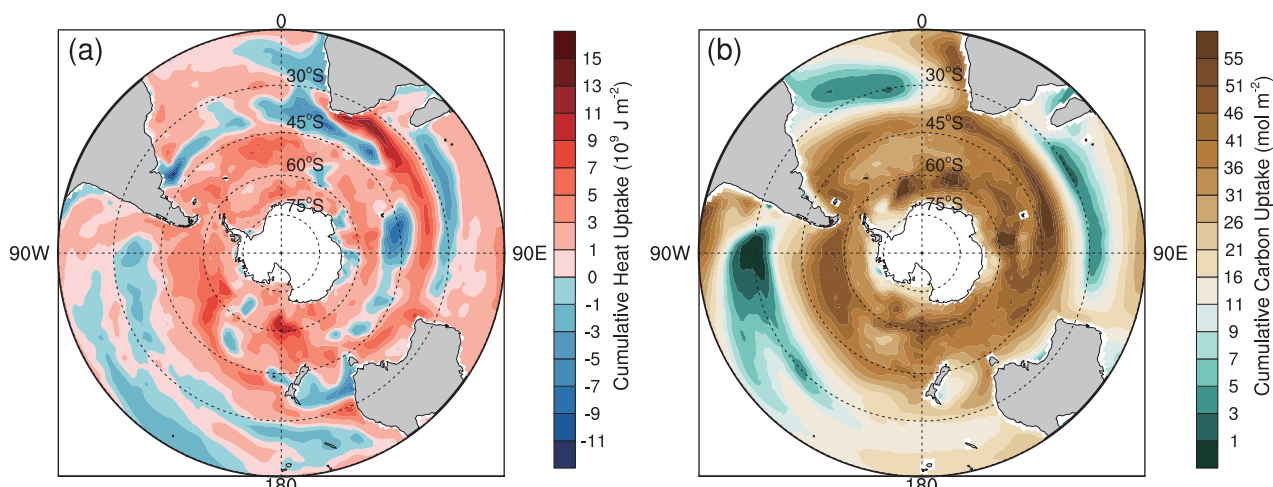 (a)
0
30°S
45°S
60°S
75°S
90W
90E
180
15
13
11
9
7
5
3
1
0
-1
-3
-5
-7
-9
-11
Cumulative Heat Uptake (10⁹ J m⁻²)
(b)
0
30°S
45°S
60°S
75°S
90W
90E
180
55
51
46
41
36
31
26
21
16
11
9
7
5
3
1
Cumulative Carbon Uptake (mol m⁻²)